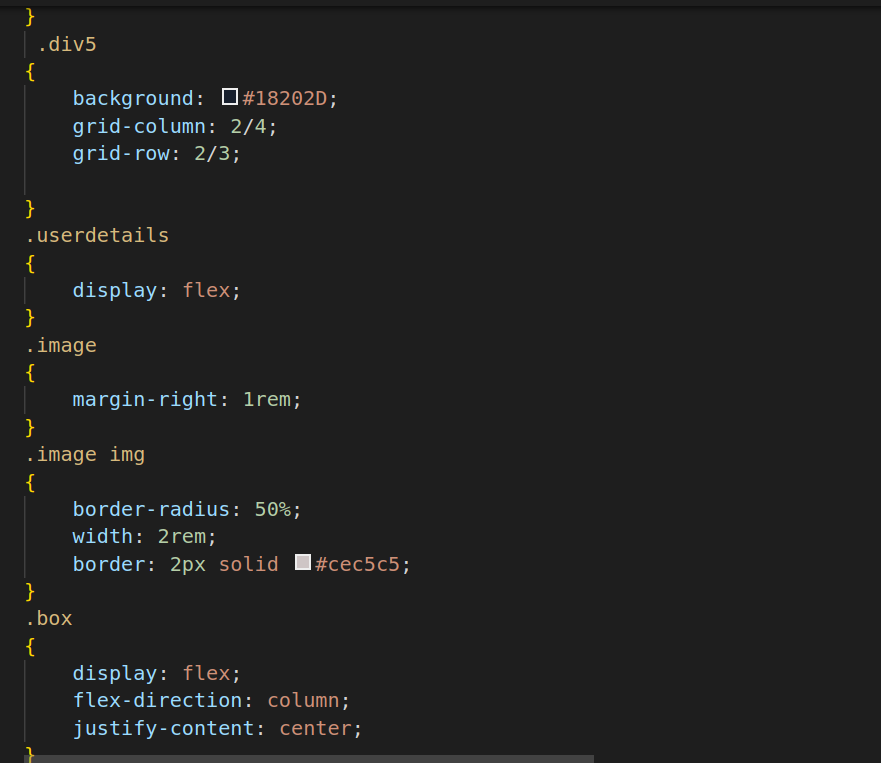 }
 .div5
{
    background: #18202D;
    grid-column: 2/4;
    grid-row: 2/3;

}
.userdetails
{
    display: flex;
}
.image
{
    margin-right: 1rem;
}
.image img
{
    border-radius: 50%;
    width: 2rem;
    border: 2px solid #cec5c5;
}
.box
{
    display: flex;
    flex-direction: column;
    justify-content: center;
}